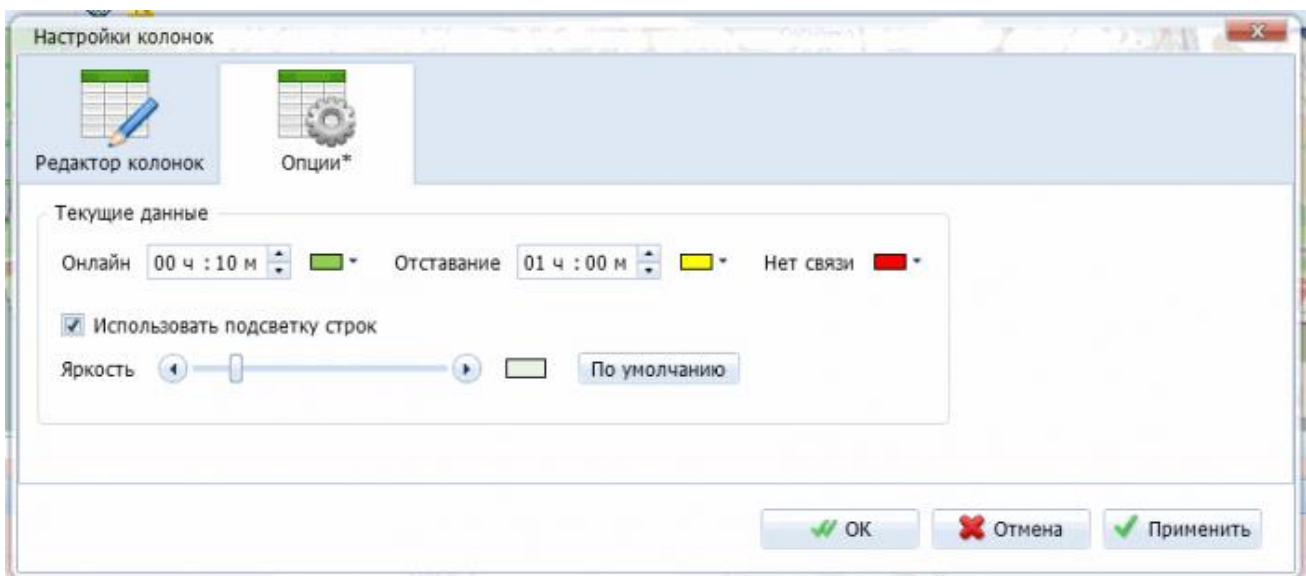 Настройки колонок
Редактор колонок
Опции*
Текущие данные
Онлайн 00 ч : 10 м Отставание 01 ч : 00 м Нет связи
Использовать подсветку строк
Яркость По умолчанию
OK Отмена Применить